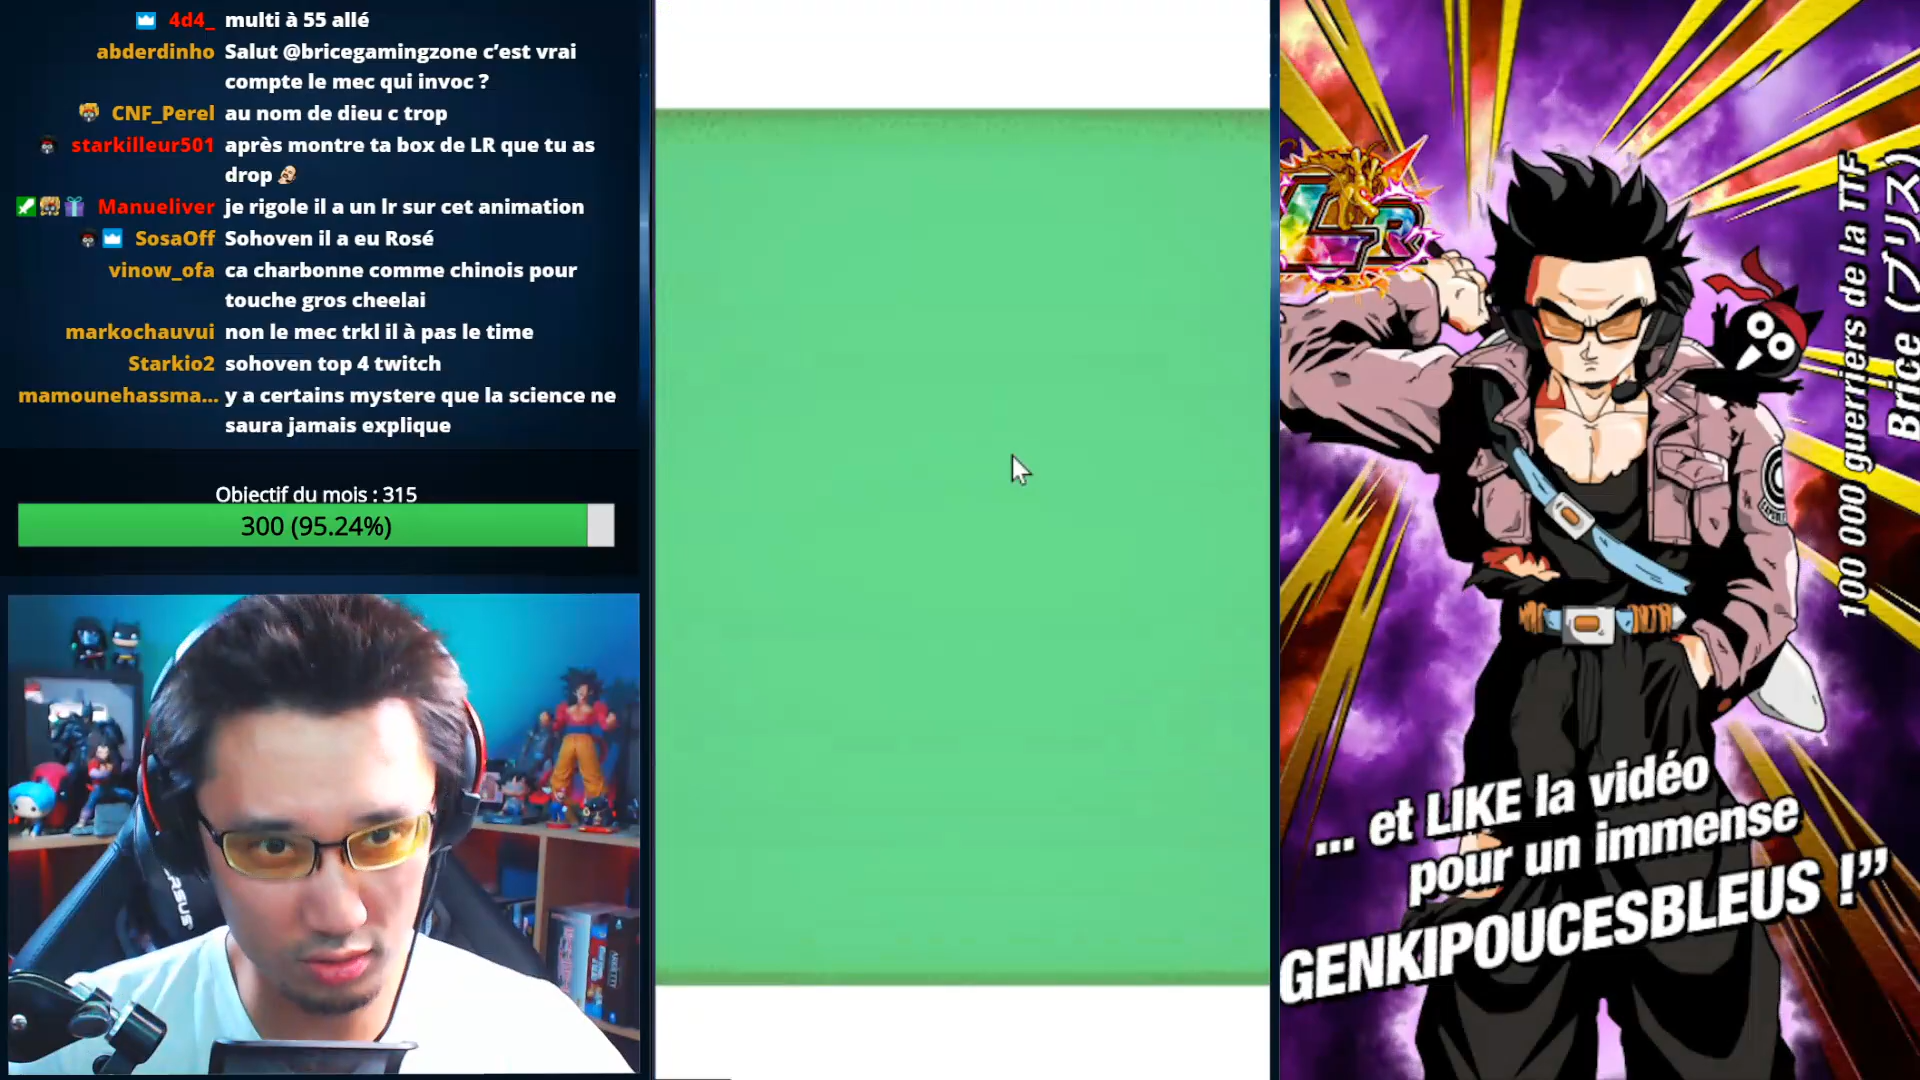 4d4_ multi à 55 allé
abderdinho Salut @bricegamingzone c’est vrai
compte le mec qui invoc ?
CNF_Perel au nom de dieu c trop
starkilleur501 après montre ta box de LR que tu as
drop
Manueliver je rigole il a un lr sur cet animation
SosaOff Sohoven il a eu Rosé
vinow_ofa ca charbonne comme chinois pour
touche gros cheelai
markochauvui non le mec trkl il à pas le time
Starkio2 sohoven top 4 twitch
mamounehassma... y a certains mystere que la science ne
saura jamais explique
Objectif du mois : 315
300 (95.24%)
LR
100 000 guerriers de la TTF
Brice (ブリス)
... et LIKE la vidéo
pour un immense
GENKIPOUCESBLEUS !”